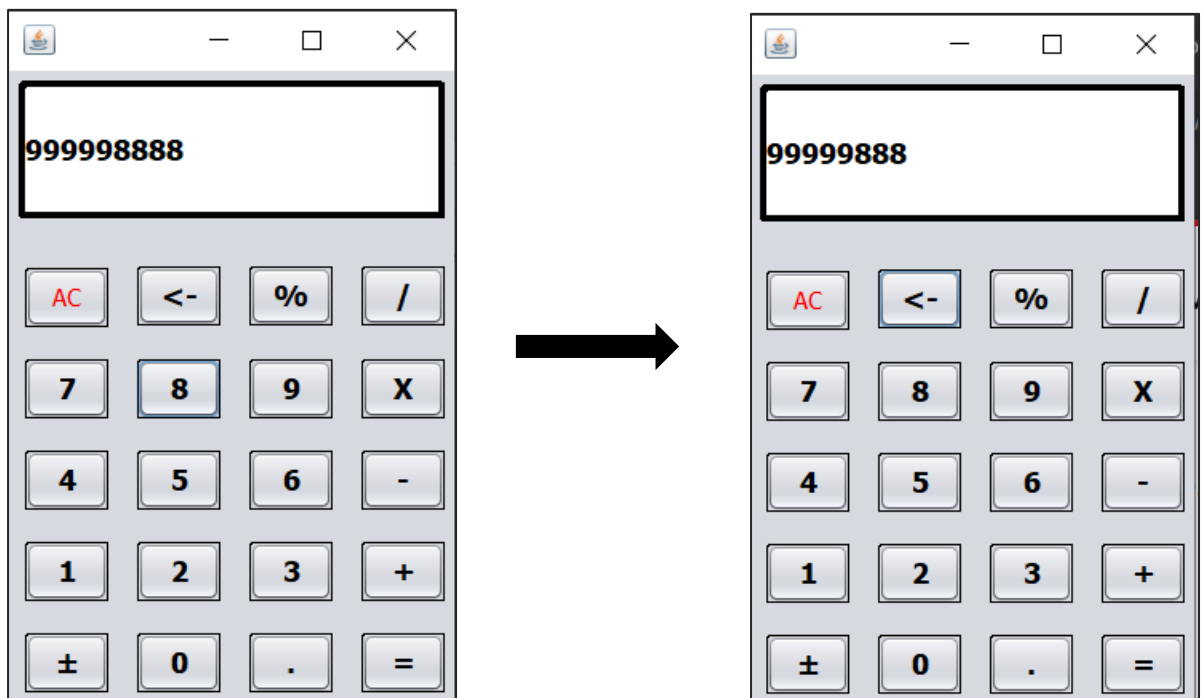 999998888
AC <- % /
7 8 9 X
4 5 6 -
1 2 3 +
± 0 . =
99999888
AC <- % /
7 8 9 X
4 5 6 -
1 2 3 +
± 0 . =